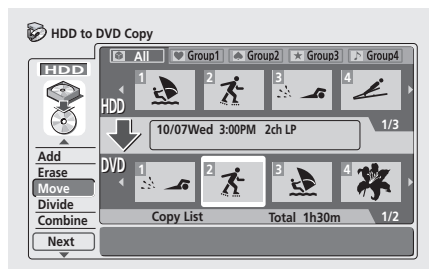 HDD to DVD Copy
All Group1 Group2 Group3 Group4
HDD
1 2 3 4
HDD
1/3
10/07Wed 3:00PM 2ch LP
Add
Erase
Move
Divide
Combine
Next
DVD
1 2 3 4
Copy List Total 1h30m 1/2